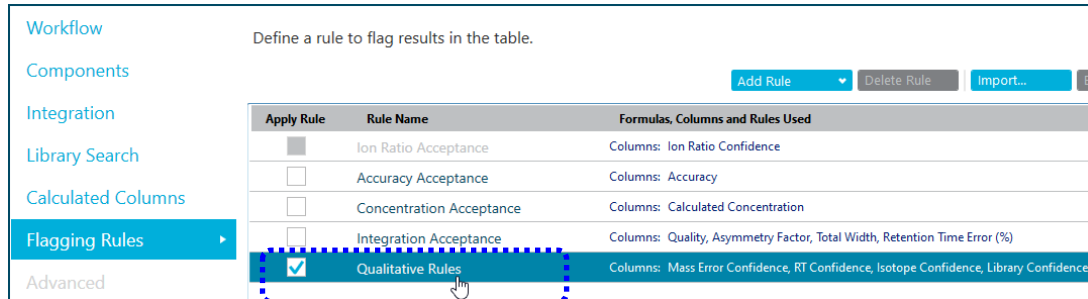 Workflow
Components
Integration
Library Search
Calculated Columns
Flagging Rules
Advanced
Define a rule to flag results in the table.
Add Rule Delete Rule Import...
Apply Rule Rule Name Formulas, Columns and Rules Used
Ion Ratio Acceptance Columns: Ion Ratio Confidence
Accuracy Acceptance Columns: Accuracy
Concentration Acceptance Columns: Calculated Concentration
Integration Acceptance Columns: Quality, Asymmetry Factor, Total Width, Retention Time Error (%)
Qualitative Rules Columns: Mass Error Confidence, RT Confidence, Isotope Confidence, Library Confidence